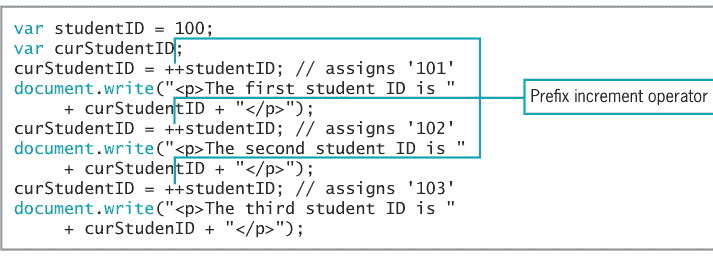 var studentID = 100;
var curStudentID;
curStudentID = ++studentID; // assigns '101'
document.write("<p>The first student ID is "
+ curStudentID + "</p>");
Prefix increment operator
curStudentID = ++studentID; // assigns '102'
document.write("<p>The second student ID is "
+ curStudentID + "</p>");
curStudentID = ++studentID; // assigns '103'
document.write("<p>The third student ID is "
+ curStudenID + "</p>");